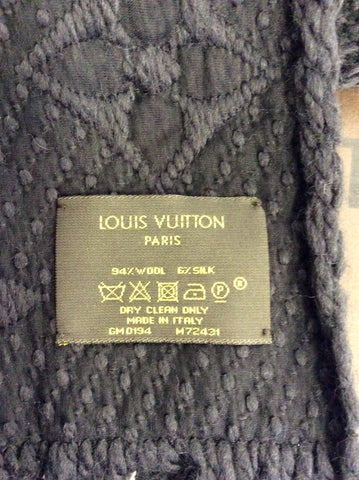 LOUIS VUITTON
PARIS
94% WOOL 6% SILK
P ®
DRY CLEAN ONLY
MADE IN ITALY
GM0194 M72431